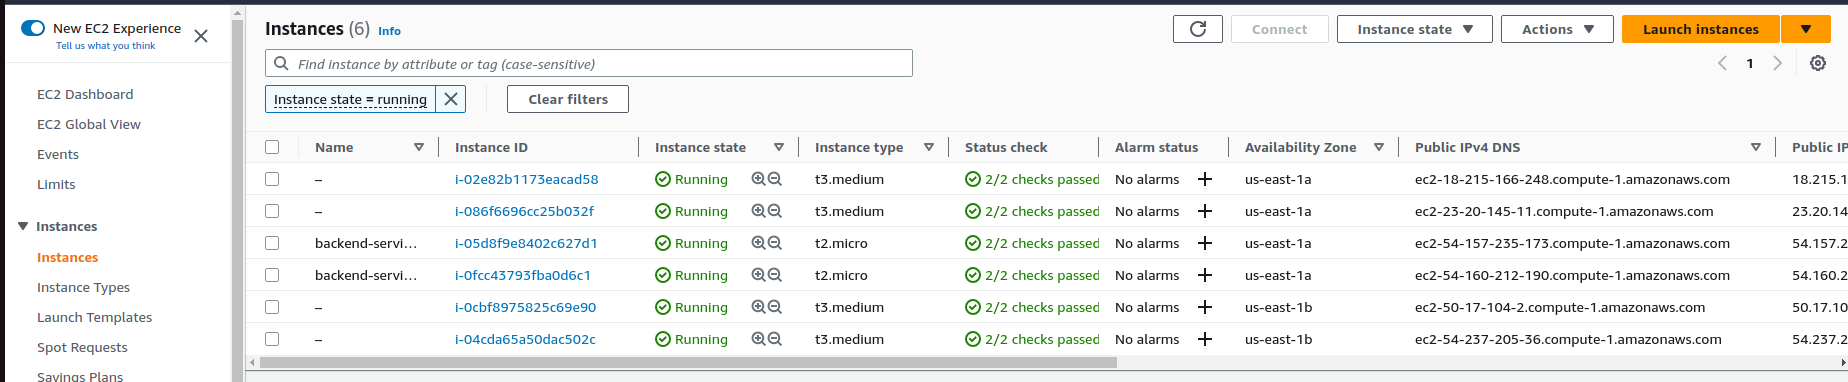 New EC2 Experience
Tell us what you think
EC2 Dashboard
EC2 Global View
Events
Limits
Instances
Instances
Instance Types
Launch Templates
Spot Requests
Savings Plans
Instances (6) Info
Connect Instance state Actions Launch instances
Find instance by attribute or tag (case-sensitive)
1
Instance state = running Clear filters
Name Instance ID Instance state Instance type Status check Alarm status Availability Zone Public IPv4 DNS Public IP
– i-02e82b1173eacad58 Running t3.medium 2/2 checks passed No alarms + us-east-1a ec2-18-215-166-248.compute-1.amazonaws.com 18.215.1
– i-086f6696cc25b032f Running t3.medium 2/2 checks passed No alarms + us-east-1a ec2-23-20-145-11.compute-1.amazonaws.com 23.20.14
backend-servi... i-05d8f9e8402c627d1 Running t2.micro 2/2 checks passed No alarms + us-east-1a ec2-54-157-235-173.compute-1.amazonaws.com 54.157.2
backend-servi... i-0fcc43793fba0d6c1 Running t2.micro 2/2 checks passed No alarms + us-east-1a ec2-54-160-212-190.compute-1.amazonaws.com 54.160.2
– i-0cbf8975825c69e90 Running t3.medium 2/2 checks passed No alarms + us-east-1b ec2-50-17-104-2.compute-1.amazonaws.com 50.17.10
– i-04cda65a50dac502c Running t3.medium 2/2 checks passed No alarms + us-east-1b ec2-54-237-205-36.compute-1.amazonaws.com 54.237.2